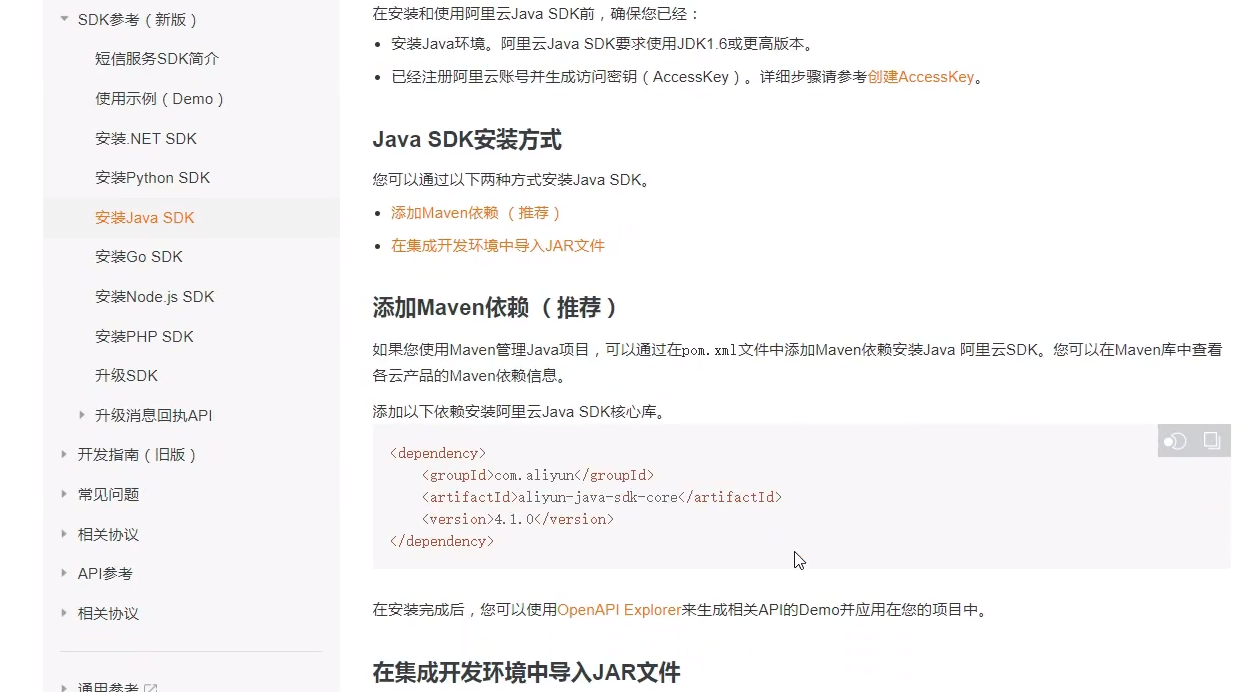 SDK参考（新版）
短信服务SDK简介
使用示例（Demo）
安装.NET SDK
安装Python SDK
安装Java SDK
安装Go SDK
安装Node.js SDK
安装PHP SDK
升级SDK
升级消息回执API
开发指南（旧版）
常见问题
相关协议
API参考
相关协议
通用参考
在安装和使用阿里云Java SDK前，确保您已经：
安装Java环境。阿里云Java SDK要求使用JDK1.6或更高版本。
已经注册阿里云账号并生成访问密钥（AccessKey）。详细步骤请参考创建AccessKey。
Java SDK安装方式
您可以通过以下两种方式安装Java SDK。
添加Maven依赖 （推荐）
在集成开发环境中导入JAR文件
添加Maven依赖 （推荐）
如果您使用Maven管理Java项目，可以通过在pom.xml文件中添加Maven依赖安装Java 阿里云SDK。您可以在Maven库中查看
各云产品的Maven依赖信息。
添加以下依赖安装阿里云Java SDK核心库。
<dependency>
<groupId>com.aliyun</groupId>
<artifactId>aliyun-java-sdk-core</artifactId>
<version>4.1.0</version>
</dependency>
在安装完成后，您可以使用OpenAPI Explorer来生成相关API的Demo并应用在您的项目中。
在集成开发环境中导入JAR文件